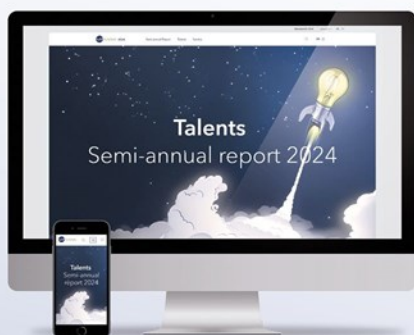 Talents
Semi-annual report 2024
Talents
Semi-annual
report 2024